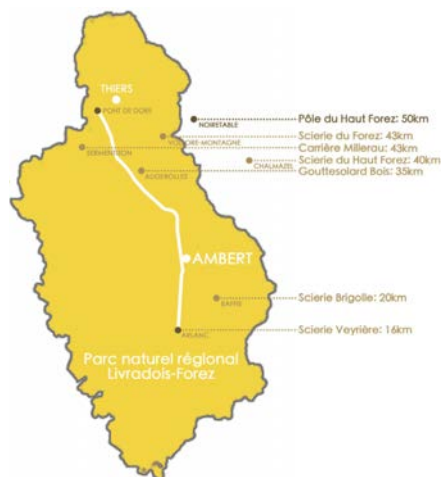 THIERS
PONT DE DORE
Pôle du Haut Forez: 50km
NOIRETABLE
Scierie du Forez: 43km
VOLLORE-MONTAGNE
Carrière Millerau: 43km
SERMENTIZON
Scierie du Haut Forez: 40km
CHALMAZEL
Gouttesolard Bois: 35km
AUGEROLLES
AMBERT
Scierie Brigolle: 20km
Scierie Veyrière: 16km
ARLANC
Parc naturel régional
Livradois-Forez